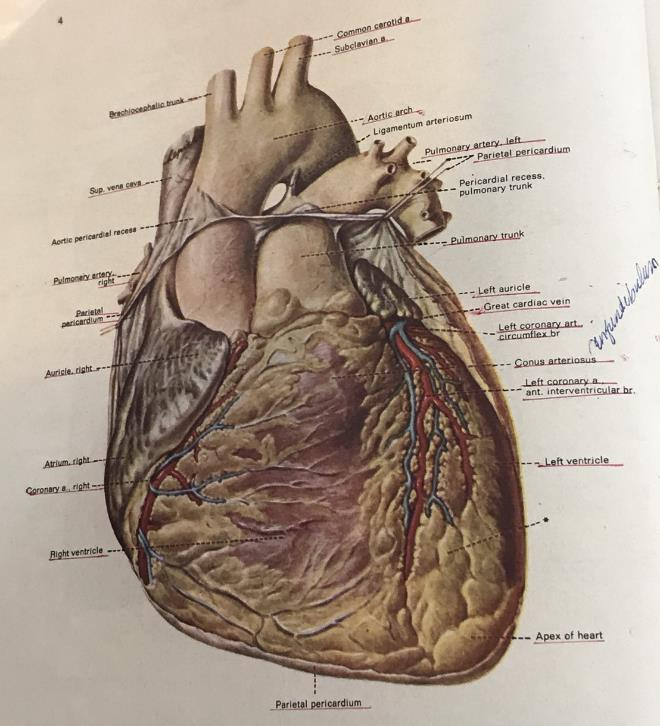 4
Common carotid a.
Subclavian a.
Brachiocephalic trunk
Aortic arch
Ligamentum arteriosum
Pulmonary artery, left
Parietal pericardium
Sup. vena cava
Pericardial recess,
pulmonary trunk
Aortic pericardial recess
Pulmonary trunk
Pulmonary artery,
right
Left auricle
Great cardiac vein
Parietal
pericardium
Left coronary art.,
circumflex br
infundibulum
Conus arteriosus
Auricle, right
Left coronary a.,
ant. interventricular br.
Atrium, right
Left ventricle
Coronary a., right
*
Right ventricle
Apex of heart
Parietal pericardium